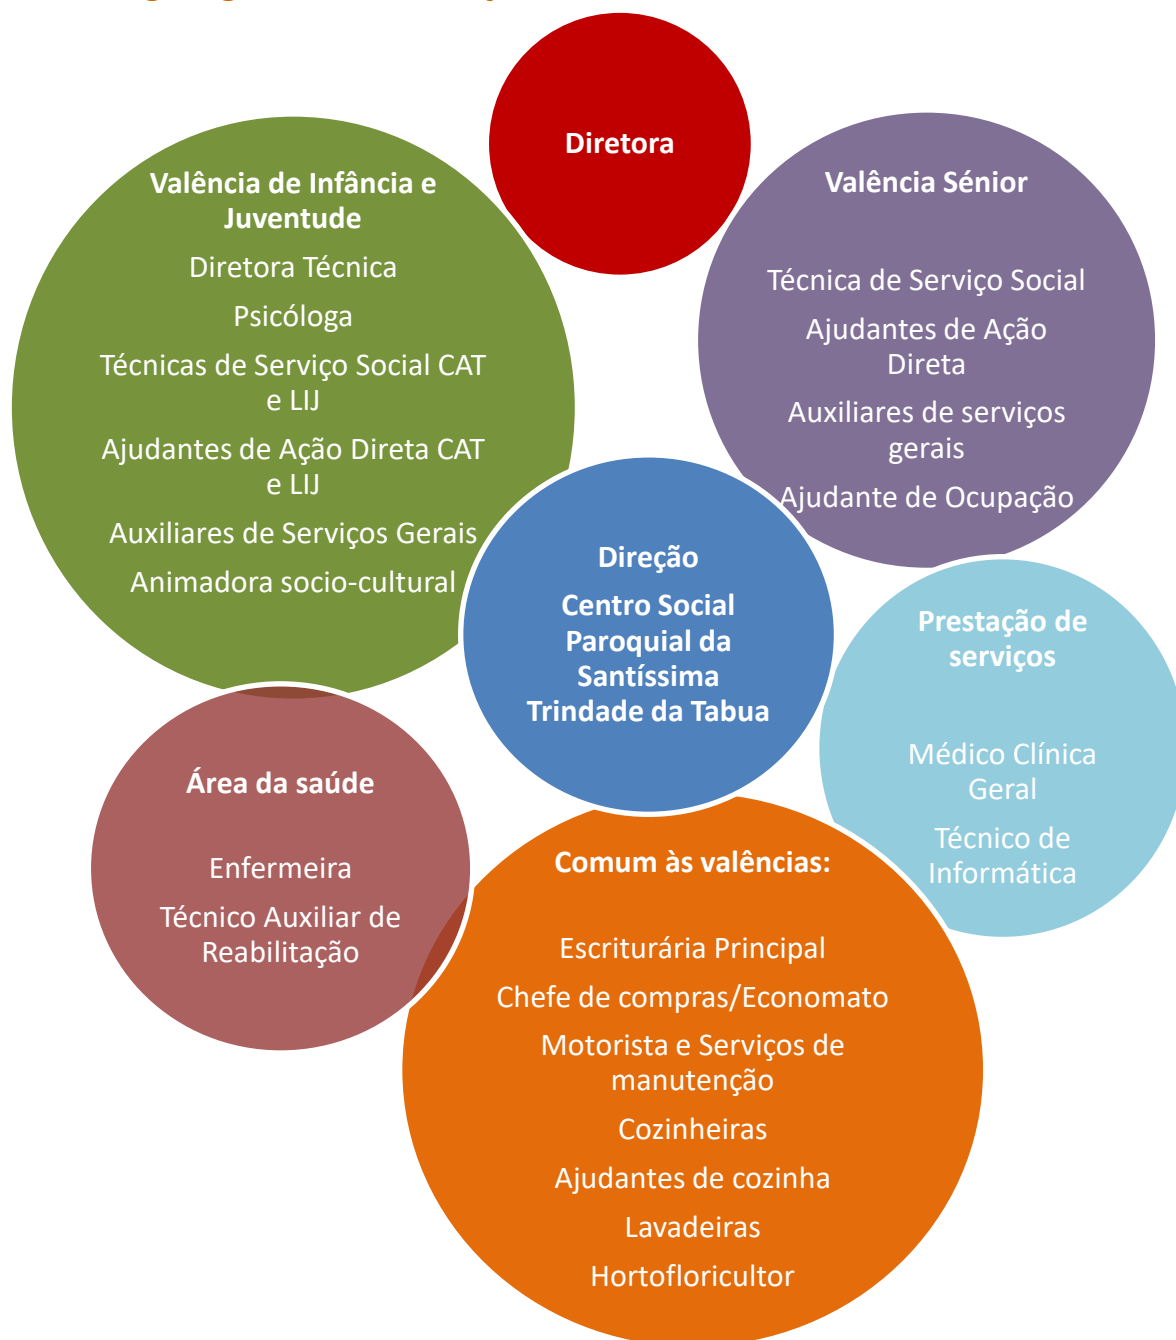 Diretora
Valência de Infância e
Juventude
Diretora Técnica
Psicóloga
Técnicas de Serviço Social CAT
e LIJ
Ajudantes de Ação Direta CAT
e LIJ
Auxiliares de Serviços Gerais
Animadora socio-cultural
Valência Sénior
Técnica de Serviço Social
Ajudantes de Ação
Direta
Auxiliares de serviços
gerais
Ajudante de Ocupação
Direção
Centro Social
Paroquial da
Santíssima
Trindade da Tabua
Prestação de
serviços
Médico Clínica
Geral
Técnico de
Informática
Área da saúde
Enfermeira
Técnico Auxiliar de
Reabilitação
Comum às valências:
Escriturária Principal
Chefe de compras/Economato
Motorista e Serviços de
manutenção
Cozinheiras
Ajudantes de cozinha
Lavadeiras
Hortofloricultor